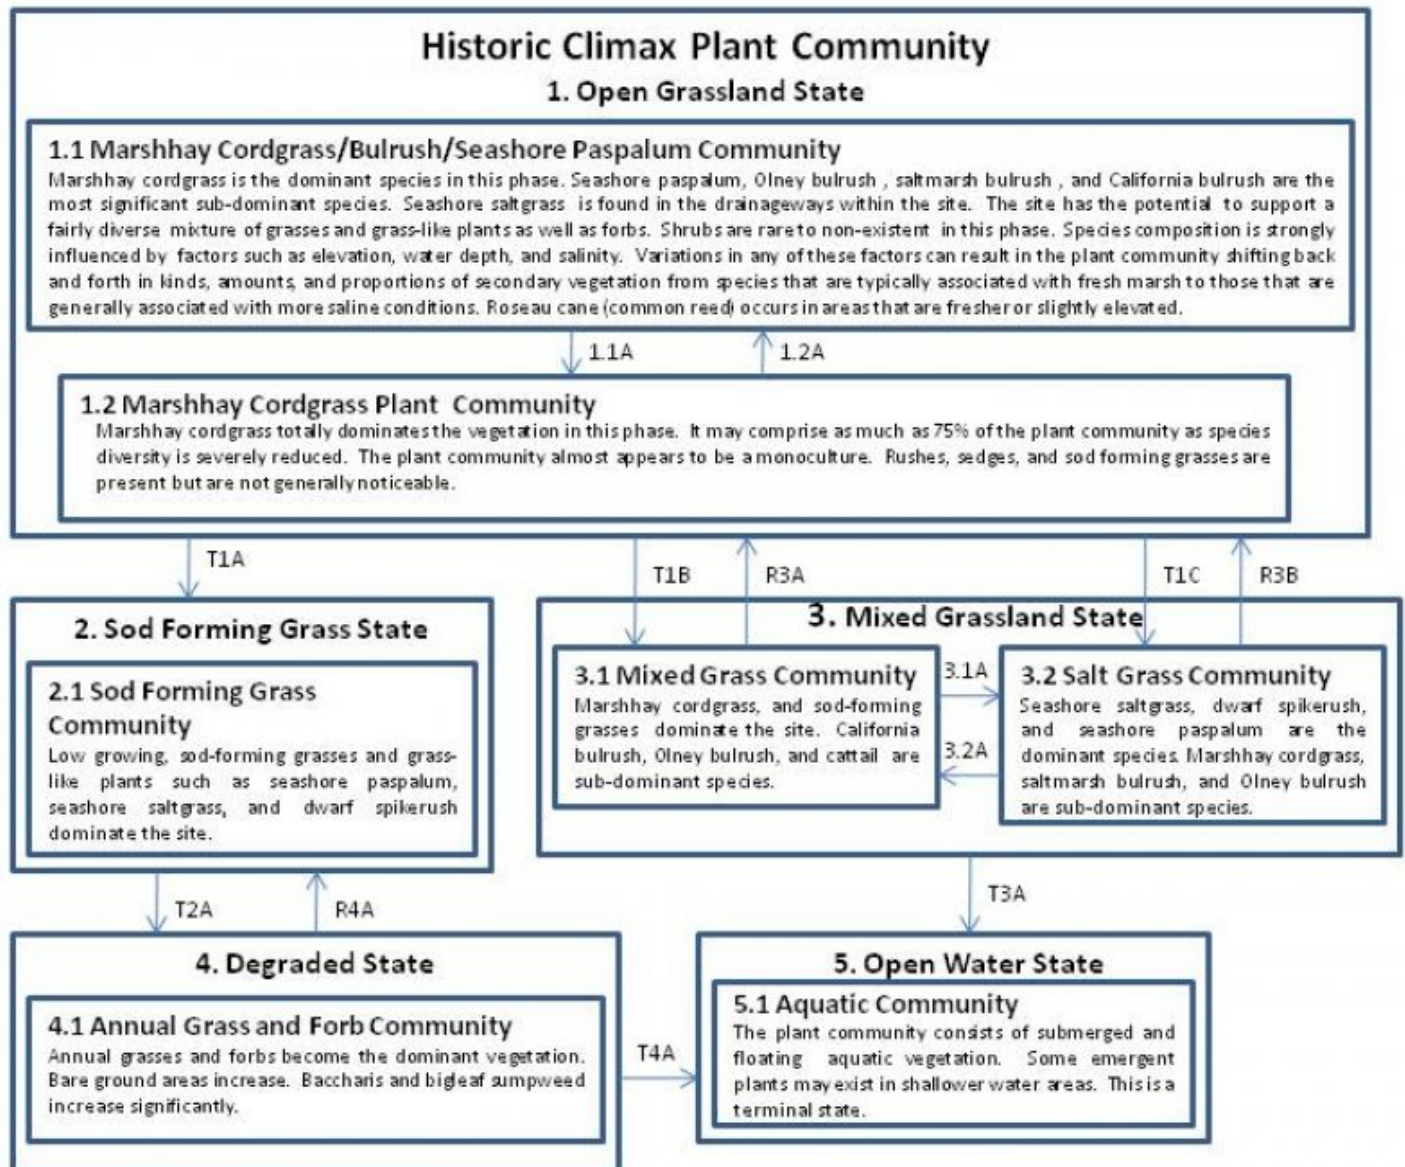 Historic Climax Plant Community
1. Open Grassland State
1.1 Marshhay Cordgrass/Bulrush/Seashore Paspalum Community
Marshhay cordgrass is the dominant species in this phase. Seashore paspalum, Olney bulrush , saltmarsh bulrush , and California bulrush are the
most significant sub-dominant species. Seashore saltgrass is found in the drainageways within the site. The site has the potential to support a
fairly diverse mixture of grasses and grass-like plants as well as forbs. Shrubs are rare to non-existent in this phase. Species composition is strongly
influenced by factors such as elevation, water depth, and salinity. Variations in any of these factors can result in the plant community shifting back
and forth in kinds, amounts, and proportions of secondary vegetation from species that are typically associated with fresh marsh to those that are
generally associated with more saline conditions. Roseau cane (common reed) occurs in areas that are fresher or slightly elevated.
1.1A
1.2A
1.2 Marshhay Cordgrass Plant Community
Marshhay cordgrass totally dominates the vegetation in this phase. It may comprise as much as 75% of the plant community as species
diversity is severely reduced. The plant community almost appears to be a monoculture. Rushes, sedges, and sod forming grasses are
present but are not generally noticeable.
T1A
T1B
R3A
T1C
R3B
2. Sod Forming Grass State
2.1 Sod Forming Grass
Community
Low growing, sod-forming grasses and grass-
like plants such as seashore paspalum,
seashore saltgrass, and dwarf spikerush
dominate the site.
3. Mixed Grassland State
3.1 Mixed Grass Community
Marshhay cordgrass, and sod-forming
grasses dominate the site. California
bulrush, Olney bulrush, and cattail are
sub-dominant species.
3.1A
3.2A
3.2 Salt Grass Community
Seashore saltgrass, dwarf spikerush,
and seashore paspalum are the
dominant species. Marshhay cordgrass,
saltmarsh bulrush, and Olney bulrush
are sub-dominant species.
T2A
R4A
T3A
4. Degraded State
4.1 Annual Grass and Forb Community
Annual grasses and forbs become the dominant vegetation.
Bare ground areas increase. Baccharis and bigleaf sumpweed
increase significantly.
T4A
5. Open Water State
5.1 Aquatic Community
The plant community consists of submerged and
floating aquatic vegetation. Some emergent
plants may exist in shallower water areas. This is a
terminal state.